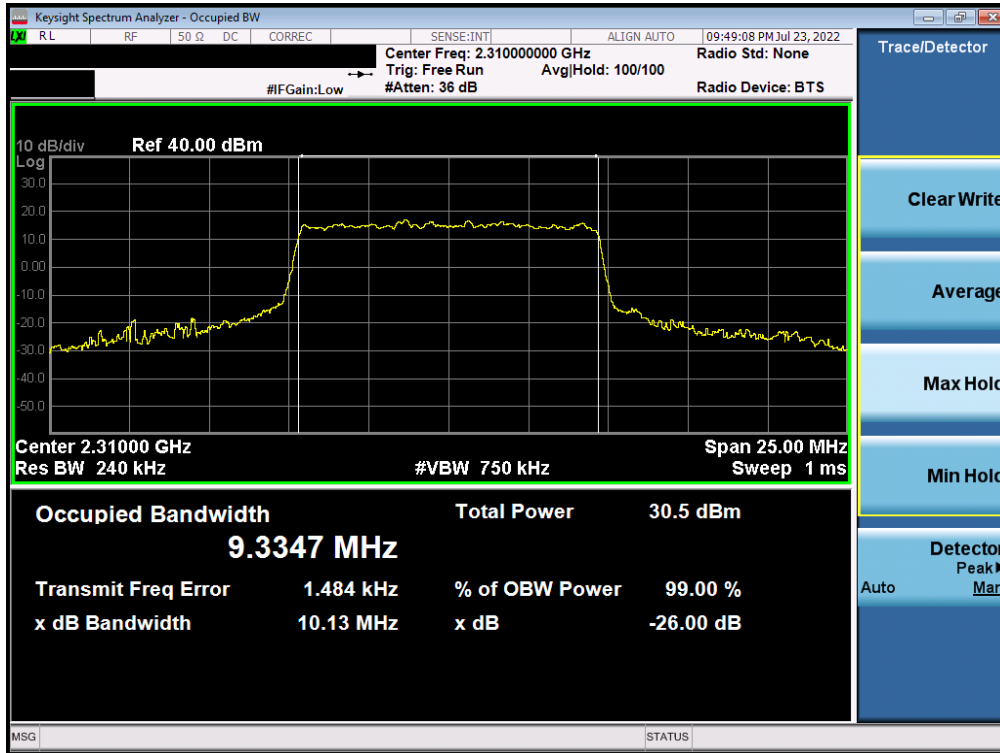 Keysight Spectrum Analyzer - Occupied BW
LXI RL RF 50 Ω DC CORREC SENSE:INT ALIGN AUTO 09:49:08 PM Jul 23, 2022
Center Freq: 2.310000000 GHz Radio Std: None
Trig: Free Run Avg|Hold: 100/100
#IFGain:Low #Atten: 36 dB Radio Device: BTS
10 dB/div Ref 40.00 dBm
Log
30.0
20.0
10.0
0.00
-10.0
-20.0
-30.0
-40.0
-50.0
Center 2.31000 GHz Span 25.00 MHz
Res BW 240 kHz #VBW 750 kHz Sweep 1 ms
Occupied Bandwidth Total Power 30.5 dBm
9.3347 MHz
Transmit Freq Error 1.484 kHz % of OBW Power 99.00 %
x dB Bandwidth 10.13 MHz x dB -26.00 dB
MSG STATUS
Trace/Detector
Clear Write
Average
Max Hold
Min Hold
Detector
Peak
Auto Man